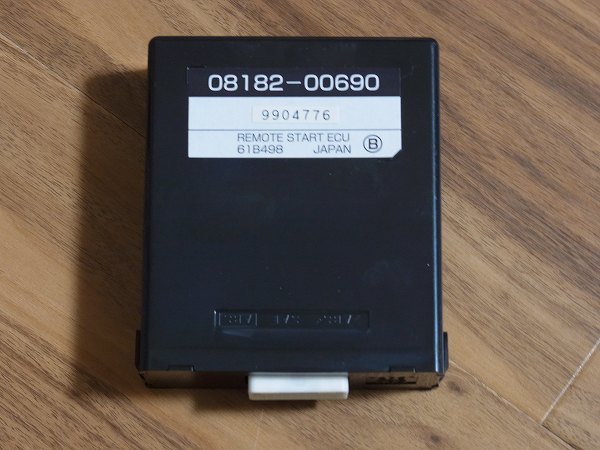 08182-00690
9904776
REMOTE START ECU
61B498 JAPAN B